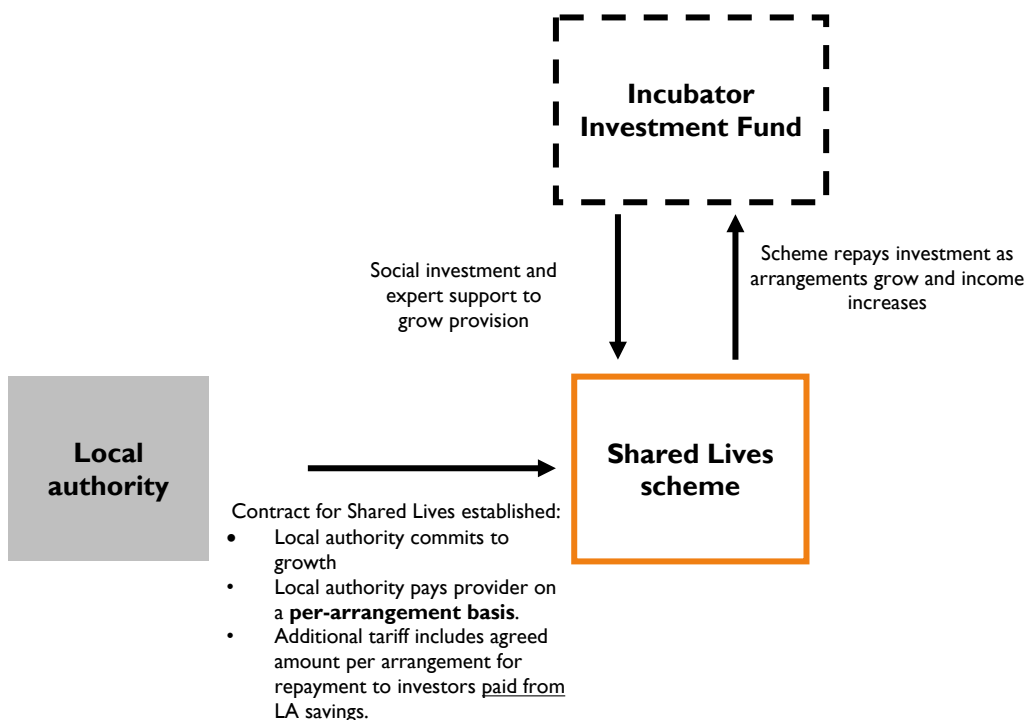 Incubator
Investment Fund
Social investment and
expert support to
grow provision
Scheme repays investment as
arrangements grow and income
increases
Local
authority
Shared Lives
scheme
Contract for Shared Lives established:
• Local authority commits to
growth
• Local authority pays provider on
a per-arrangement basis.
• Additional tariff includes agreed
amount per arrangement for
repayment to investors paid from
LA savings.